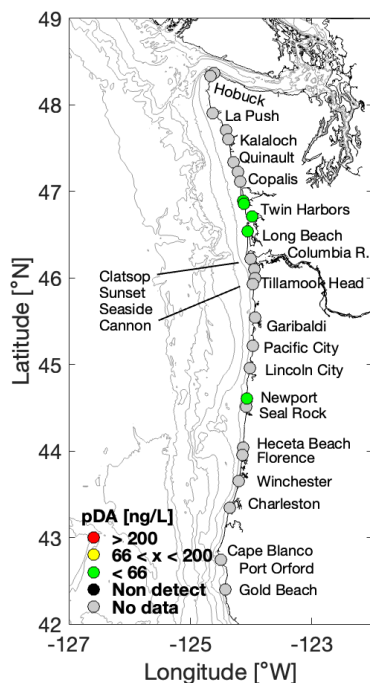 49
48
47
46
45
44
43
42
Latitude [°N]
Hobuck
La Push
Kalaloch
Quinault
Copalis
Twin Harbors
Long Beach
Columbia R.
Clatsop
Sunset
Seaside
Cannon
Tillamook Head
Garibaldi
Pacific City
Lincoln City
Newport
Seal Rock
Heceta Beach
Florence
Winchester
Charleston
Cape Blanco
Port Orford
Gold Beach
pDA [ng/L]
> 200
66 < x < 200
< 66
Non detect
No data
-127 -125 -123
Longitude [°W]